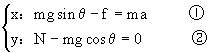 x：mg sin θ − f = ma ①
y：N − mg cos θ = 0 ②